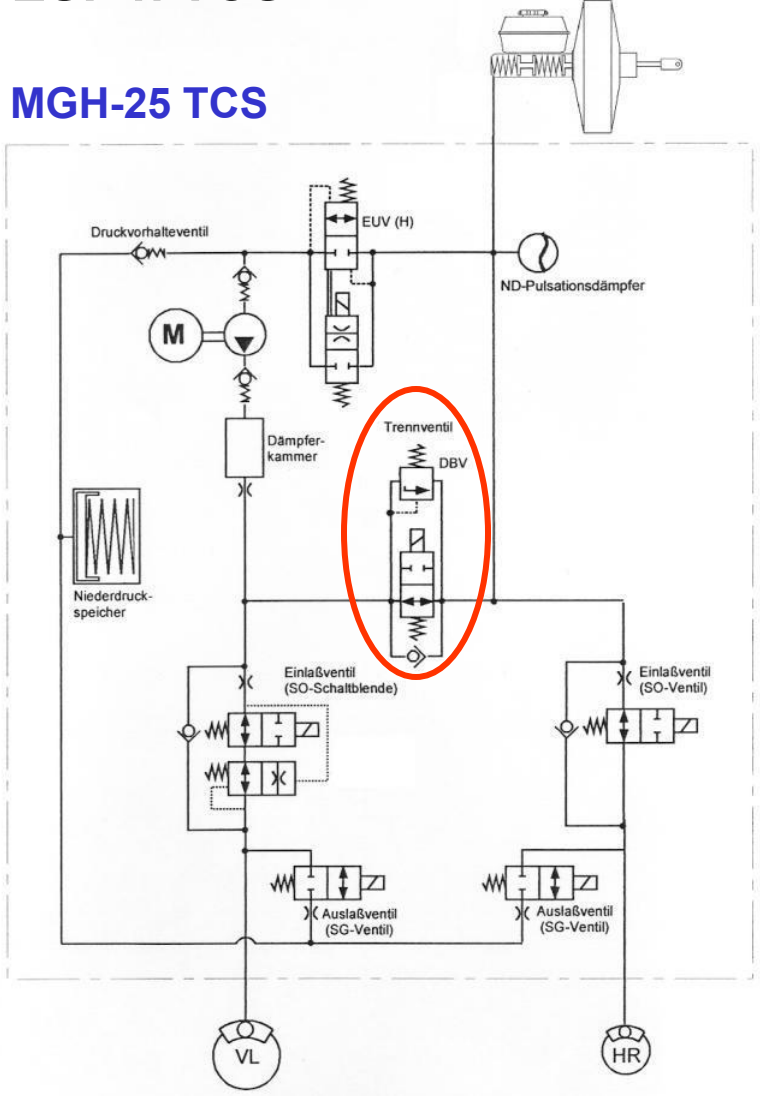 MGH-25 TCS
EUV (H)
Druckvorhalteventil
ND-Pulsationsdämpfer
M
Trennventil
DBV
Dämpfer-
kammer
Niederdruck-
speicher
Einlaßventil
(SO-Schaltblende)
Einlaßventil
(SO-Ventil)
Auslaßventil
(SG-Ventil)
Auslaßventil
(SG-Ventil)
VL
HR